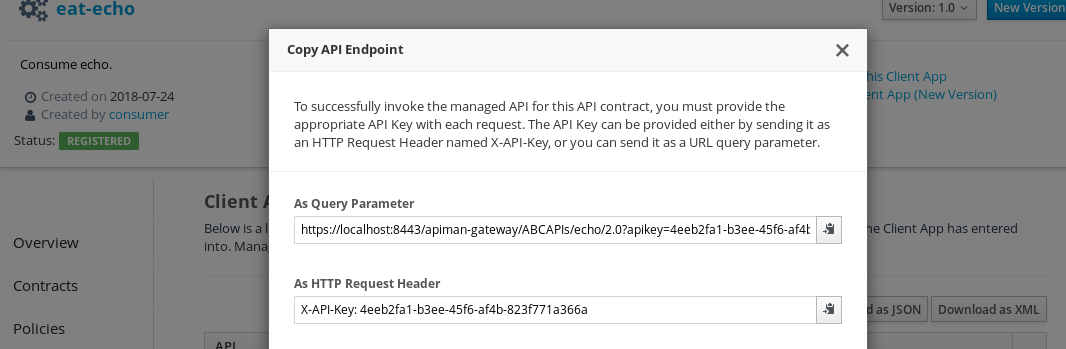 eat-echo
Version: 1.0
New Version
Copy API Endpoint
Consume echo.
Created on 2018-07-24
Created by consumer
Status: REGISTERED
his Client App
App (New Version)
To successfully invoke the managed API for this API contract, you must provide the
appropriate API Key with each request. The API Key can be provided either by sending it as
an HTTP Request Header named X-API-Key, or you can send it as a URL query parameter.
Client A
Below is a l
he Client App has entered
into. Mana
As Query Parameter
https://localhost:8443/apiman-gateway/ABCAPIs/echo/2.0?apikey=4eeb2fa1-b3ee-45f6-af4b
As HTTP Request Header
X-API-Key: 4eeb2fa1-b3ee-45f6-af4b-823f771a366a
Overview
Contracts
Policies
d as JSON
Download as XML
API